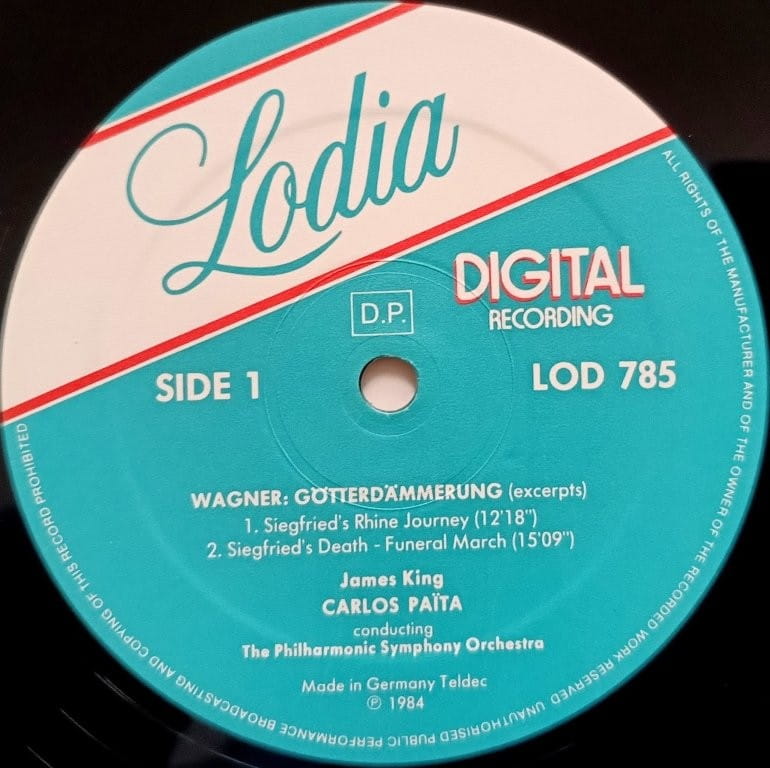 Lodia
DIGITAL
RECORDING
D.P.
SIDE 1
LOD 785
WAGNER: GÖTTERDÄMMERUNG (excerpts)
1. Siegfried's Rhine Journey (12'18")
2. Siegfried's Death - Funeral March (15'09")
James King
CARLOS PAÏTA
conducting
The Philharmonic Symphony Orchestra
Made in Germany Teldec
℗ 1984
ALL RIGHTS OF THE MANUFACTURER AND OF THE OWNER OF THE RECORDED WORK RESERVED UNAUTHORISED PUBLIC PERFORMANCE BROADCASTING AND COPYING OF THIS RECORD PROHIBITED